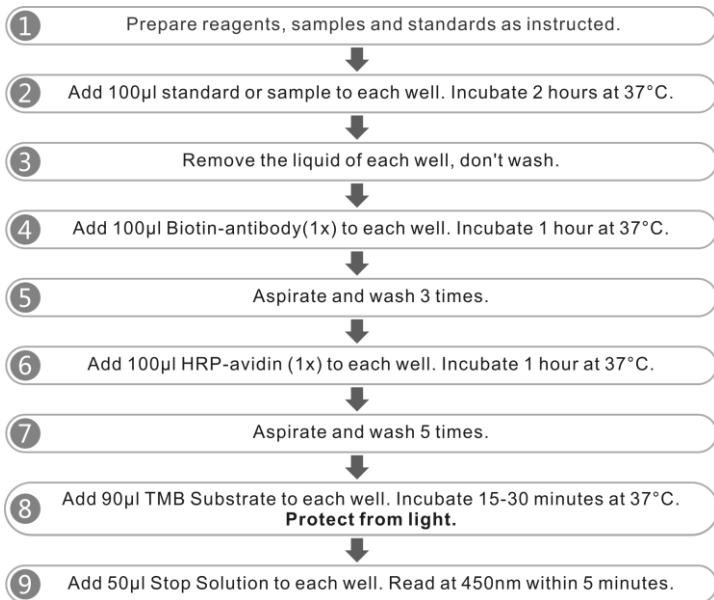 1 Prepare reagents, samples and standards as instructed.
2 Add 100μl standard or sample to each well. Incubate 2 hours at 37°C.
3 Remove the liquid of each well, don't wash.
4 Add 100μl Biotin-antibody(1x) to each well. Incubate 1 hour at 37°C.
5 Aspirate and wash 3 times.
6 Add 100μl HRP-avidin (1x) to each well. Incubate 1 hour at 37°C.
7 Aspirate and wash 5 times.
8 Add 90μl TMB Substrate to each well. Incubate 15-30 minutes at 37°C.
Protect from light.
9 Add 50μl Stop Solution to each well. Read at 450nm within 5 minutes.